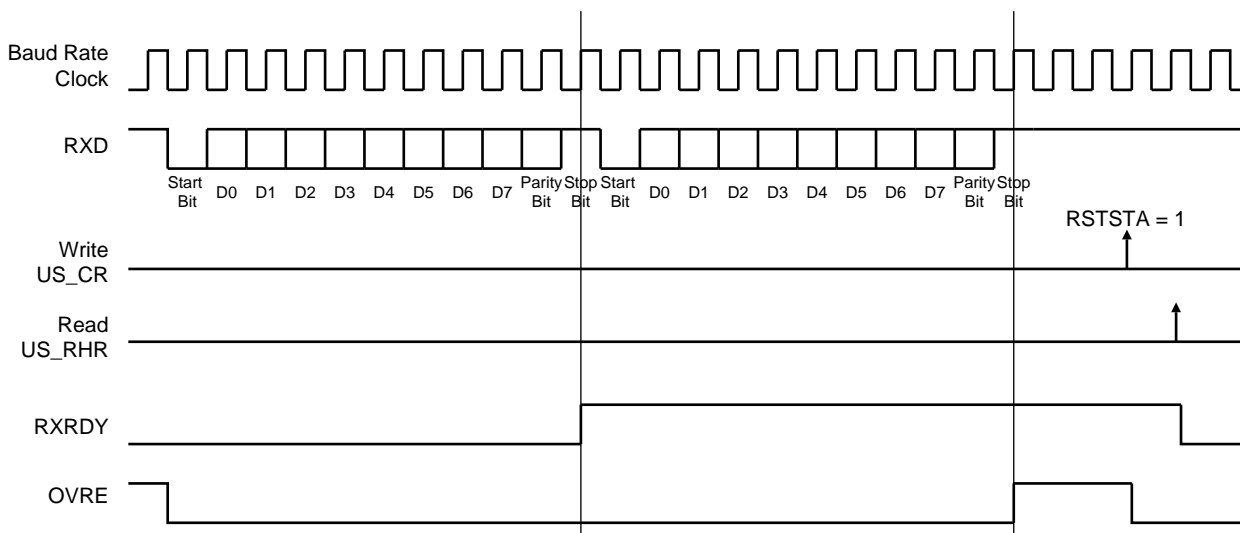 Baud Rate
Clock
RXD
Start
Bit
D0
D1
D2
D3
D4
D5
D6
D7
Parity
Bit
Stop
Bit
Start
Bit
D0
D1
D2
D3
D4
D5
D6
D7
Parity
Bit
Stop
Bit
RSTSTA = 1
Write
US_CR
Read
US_RHR
RXRDY
OVRE